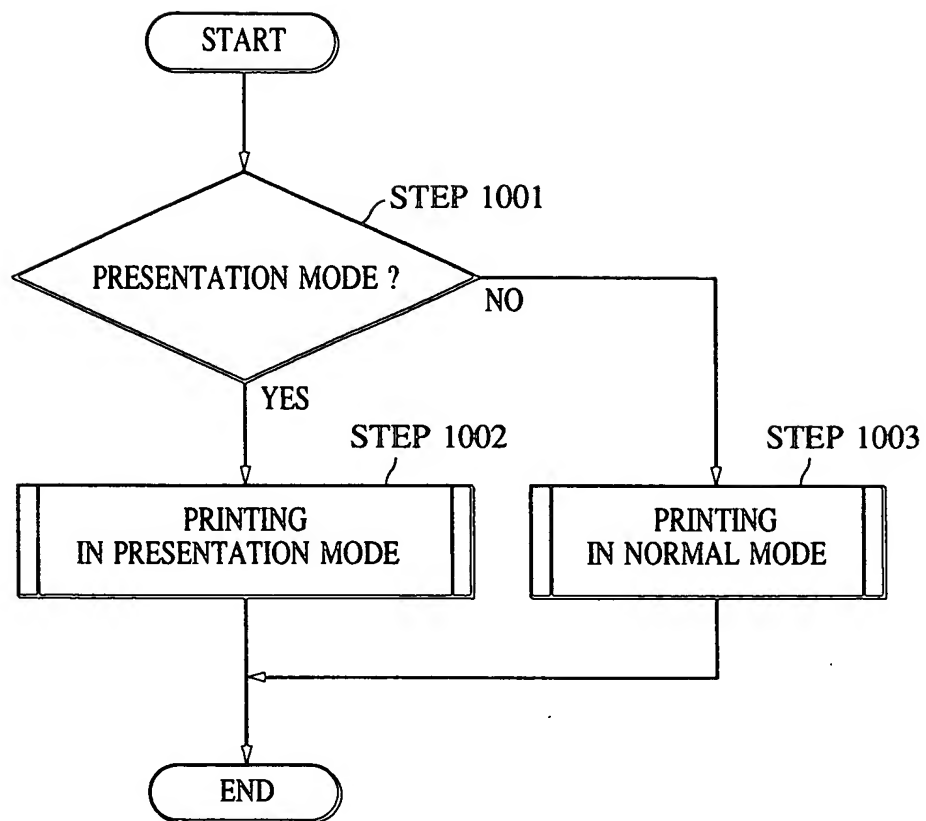 START
STEP 1001
PRESENTATION MODE ?
NO
YES
STEP 1002
STEP 1003
PRINTING
IN PRESENTATION MODE
PRINTING
IN NORMAL MODE
END